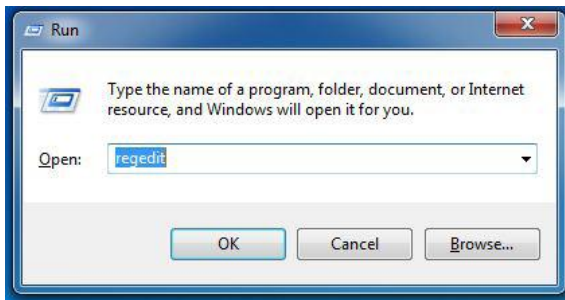 Run
Type the name of a program, folder, document, or Internet
resource, and Windows will open it for you.
Open: regedit
OK Cancel Browse...